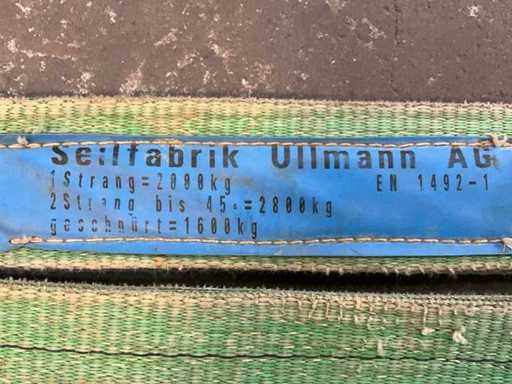 Seilfabrik Ullmann AG
1Strang=2000kg EN 1492-1
2Strang bis 45°=2800kg
geschnürt=1600kg